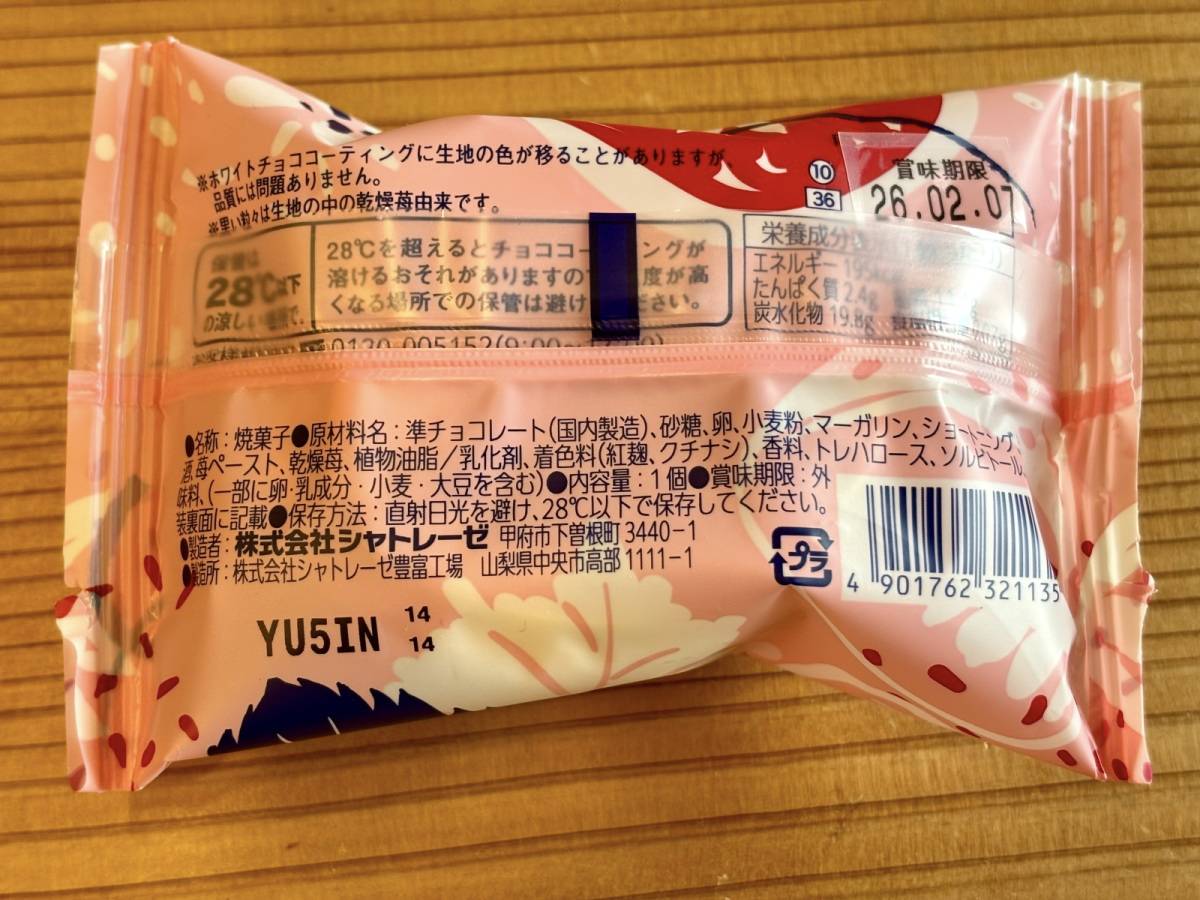 ※ホワイトチョココーティングに生地の色が移ることがありますが、
品質には問題ありません。
※黒い粒々は生地の中の乾燥苺由来です。
10
36
賞味期限
26.02.07
保管は
28℃以下
の涼しい
28℃を超えるとチョココー ングが
溶けるおそれがありますの 度が高
くなる場所での保管は避け ださい。
栄養成分
エネルギー
たんぱく質 2.4g
炭水化物 19.8g
0120-005152(9:00~
●名称:焼菓子●原材料名:準チョコレート(国内製造)、砂糖、卵、小麦粉、マーガリン、ショートニング、
酒、苺ペースト、乾燥苺、植物油脂/乳化剤、着色料(紅麹、クチナシ)、香料、トレハロース、ソルビトール、
味料、(一部に卵・乳成分・小麦・大豆を含む)●内容量:1個●賞味期限:外
装裏面に記載●保存方法:直射日光を避け、28℃以下で保存してください。
●製造者:株式会社シャトレーゼ 甲府市下曽根町3440-1
●製造所:株式会社シャトレーゼ豊富工場 山梨県中央市高部1111-1
プラ
4 901762 321135
YU5IN
14
14